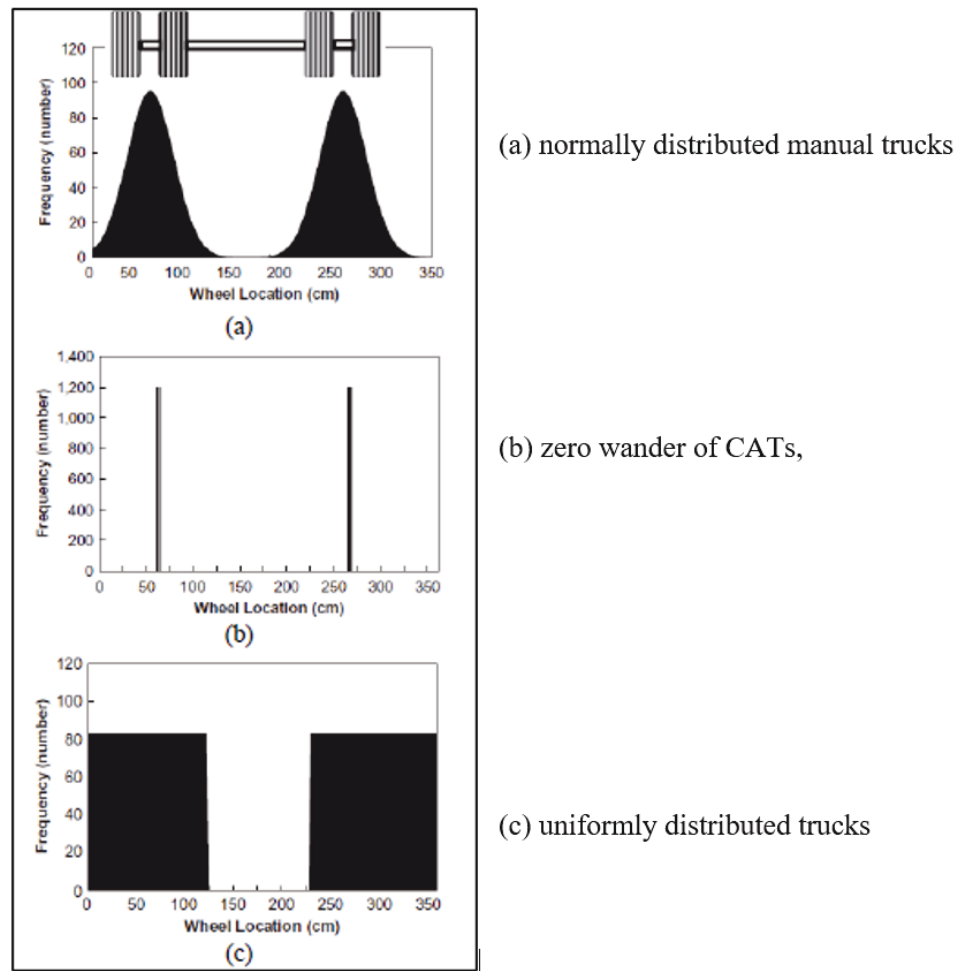 120
100
80
60
40
20
0
Frequency (number)
0 50 100 150 200 250 300 350
Wheel Location (cm)
(a)
(a) normally distributed manual trucks
1,400
1,200
1,000
800
600
400
200
0
Frequency (number)
0 50 100 150 200 250 300 350
Wheel Location (cm)
(b)
(b) zero wander of CATs,
120
100
80
60
40
20
0
Frequency (number)
0 50 100 150 200 250 300 350
Wheel Location (cm)
(c)
(c) uniformly distributed trucks